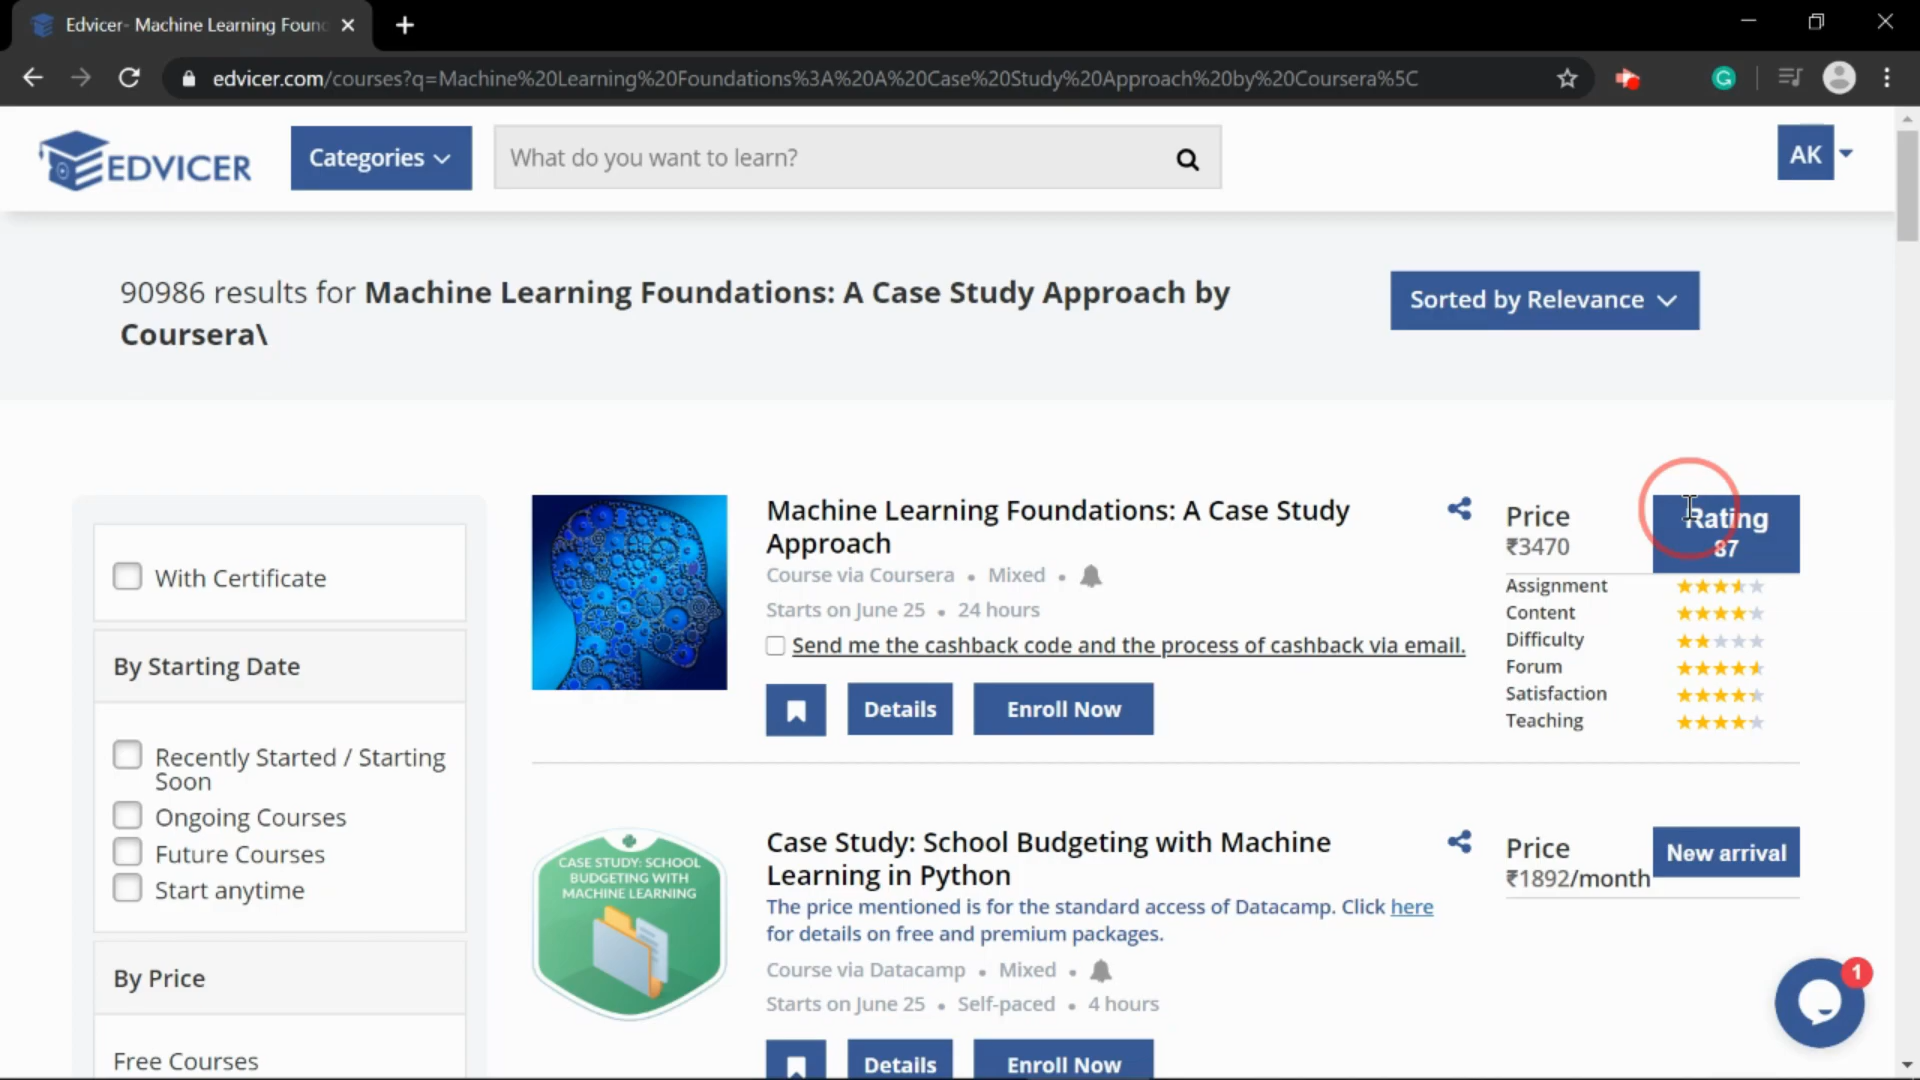 Edvicer- Machine Learning Foun
edvicer.com/courses?q=Machine%20Learning%20Foundations%3A%20A%20Case%20Study%20Approach%20by%20Coursera%5C
EDVICER
Categories
What do you want to learn?
AK
90986 results for Machine Learning Foundations: A Case Study Approach by
Coursera\
Sorted by Relevance
With Certificate
By Starting Date
Recently Started / Starting
Soon
Ongoing Courses
Future Courses
Start anytime
By Price
Free Courses
Machine Learning Foundations: A Case Study
Approach
Course via Coursera • Mixed •
Starts on June 25 • 24 hours
Send me the cashback code and the process of cashback via email.
Details
Enroll Now
Price
₹3470
Rating
87
Assignment
Content
Difficulty
Forum
Satisfaction
Teaching
CASE STUDY: SCHOOL
BUDGETING WITH
MACHINE LEARNING
Case Study: School Budgeting with Machine
Learning in Python
The price mentioned is for the standard access of Datacamp. Click here
for details on free and premium packages.
Course via Datacamp • Mixed •
Starts on June 25 • Self-paced • 4 hours
Details
Enroll Now
Price
₹1892/month
New arrival
1